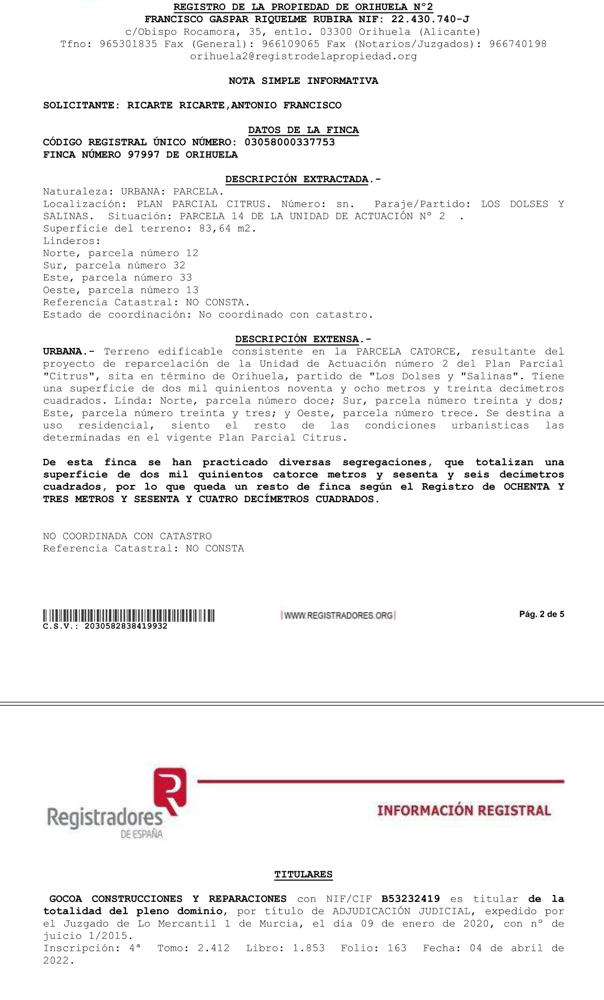 REGISTRO DE LA PROPIEDAD DE ORIHUELA Nº2
FRANCISCO GASPAR RIQUELME RUBIRA NIF: 22.430.740-J
c/Obispo Rocamora, 35, entlo. 03300 Orihuela (Alicante)
Tfno: 965301835 Fax (General): 966109065 Fax (Notarios/Juzgados): 966740198
orihuela2@registrodelapropiedad.org
NOTA SIMPLE INFORMATIVA
SOLICITANTE: RICARTE RICARTE,ANTONIO FRANCISCO
DATOS DE LA FINCA
CÓDIGO REGISTRAL ÚNICO NÚMERO: 03058000337753
FINCA NÚMERO 97997 DE ORIHUELA
DESCRIPCIÓN EXTRACTADA.-
Naturaleza: URBANA: PARCELA.
Localización: PLAN PARCIAL CITRUS. Número: sn. Paraje/Partido: LOS DOLSES Y
SALINAS. Situación: PARCELA 14 DE LA UNIDAD DE ACTUACIÓN Nº 2 .
Superficie del terreno: 83,64 m2.
Linderos:
Norte, parcela número 12
Sur, parcela número 32
Este, parcela número 33
Oeste, parcela número 13
Referencia Catastral: NO CONSTA.
Estado de coordinación: No coordinado con catastro.
DESCRIPCIÓN EXTENSA.-
URBANA.- Terreno edificable consistente en la PARCELA CATORCE, resultante del
proyecto de reparcelación de la Unidad de Actuación número 2 del Plan Parcial
"Citrus", sita en término de Orihuela, partido de "Los Dolses y "Salinas". Tiene
una superficie de dos mil quinientos noventa y ocho metros y treinta decímetros
cuadrados. Linda: Norte, parcela número doce; Sur, parcela número treinta y dos;
Este, parcela número treinta y tres; y Oeste, parcela número trece. Se destina a
uso residencial, siento el resto de las condiciones urbanísticas las
determinadas en el vigente Plan Parcial Citrus.
De esta finca se han practicado diversas segregaciones, que totalizan una
superficie de dos mil quinientos catorce metros y sesenta y seis decímetros
cuadrados, por lo que queda un resto de finca según el Registro de OCHENTA Y
TRES METROS Y SESENTA Y CUATRO DECÍMETROS CUADRADOS.
NO COORDINADA CON CATASTRO
Referencia Catastral: NO CONSTA
WWW.REGISTRADORES.ORG
Pág. 2 de 5
C.S.V.: 2030582838419932
Registradores
DE ESPAÑA
INFORMACIÓN REGISTRAL
TITULARES
GOCOA CONSTRUCCIONES Y REPARACIONES con NIF/CIF B53232419 es titular de la
totalidad del pleno dominio, por título de ADJUDICACIÓN JUDICIAL, expedido por
el Juzgado de Lo Mercantil 1 de Murcia, el día 09 de enero de 2020, con nº de
juicio 1/2015.
Inscripción: 4ª Tomo: 2.412 Libro: 1.853 Folio: 163 Fecha: 04 de abril de
2022.